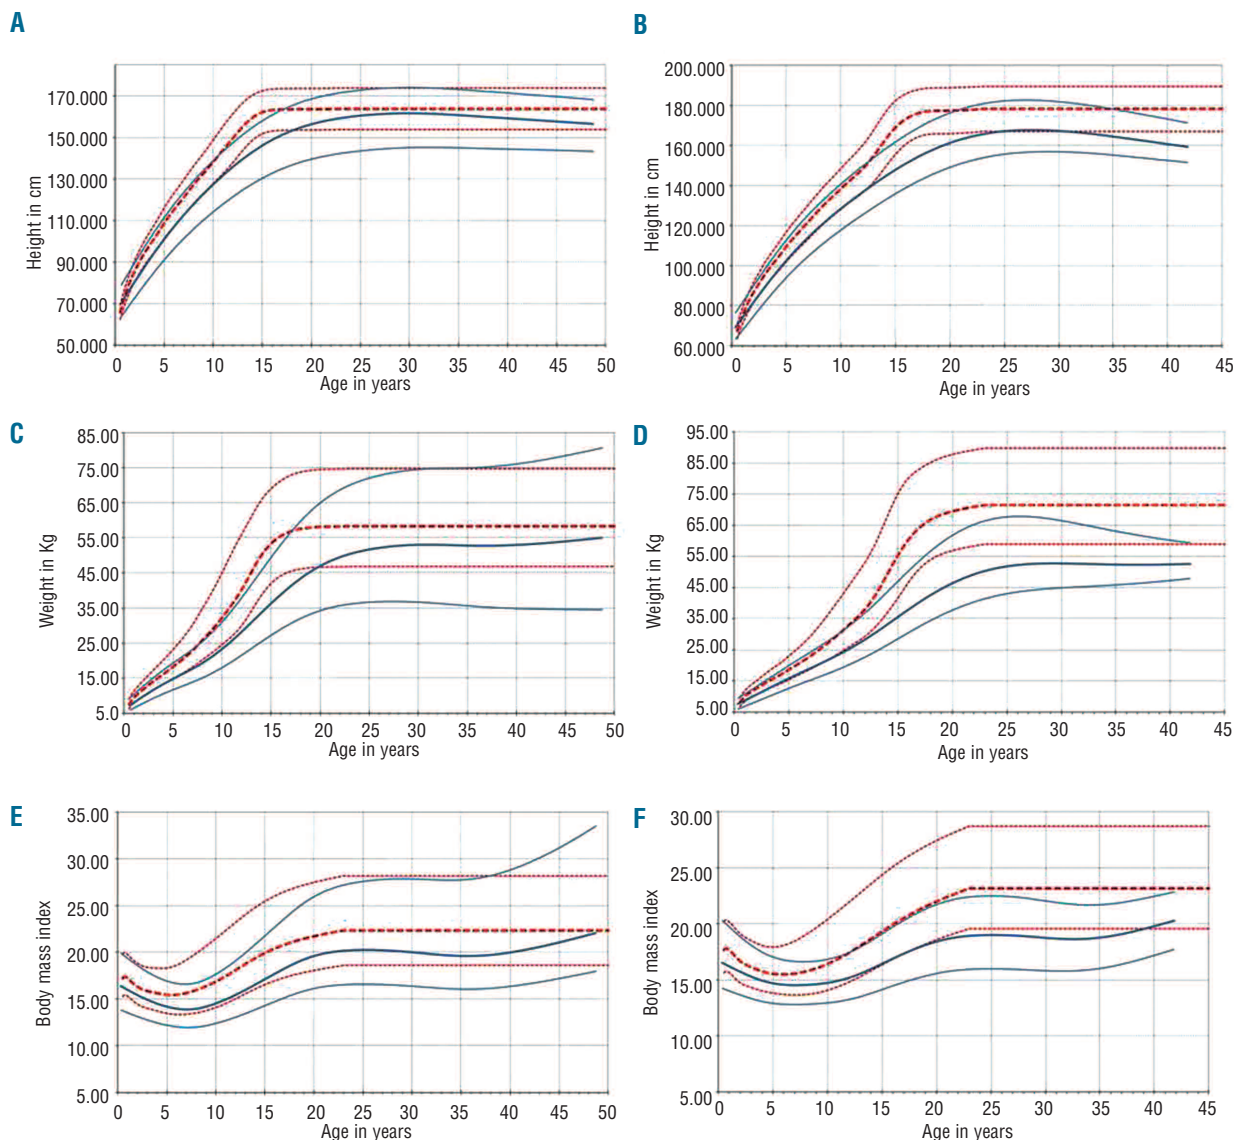 A
Height in cm
170.000
150.000
130.000
110.000
90.000
70.000
50.000
0 5 10 15 20 25 30 35 40 45 50
Age in years
B
Height in cm
200.000
180.000
160.000
140.000
120.000
100.000
80.000
60.000
0 5 10 15 20 25 30 35 40 45
Age in years
C
Weight in Kg
85.00
75.00
65.00
55.00
45.00
35.00
25.00
15.00
5.0
0 5 10 15 20 25 30 35 40 45 50
Age in years
D
Weight in Kg
95.00
85.00
75.00
65.00
55.00
45.00
35.00
25.00
15.00
5.00
0 5 10 15 20 25 30 35 40 45
Age in years
E
Body mass index
35.00
30.00
25.00
20.00
15.00
10.00
5.00
0 5 10 15 20 25 30 35 40 45 50
Age in years
F
Body mass index
30.00
25.00
20.00
15.00
10.00
5.00
0 5 10 15 20 25 30 35 40 45
Age in years